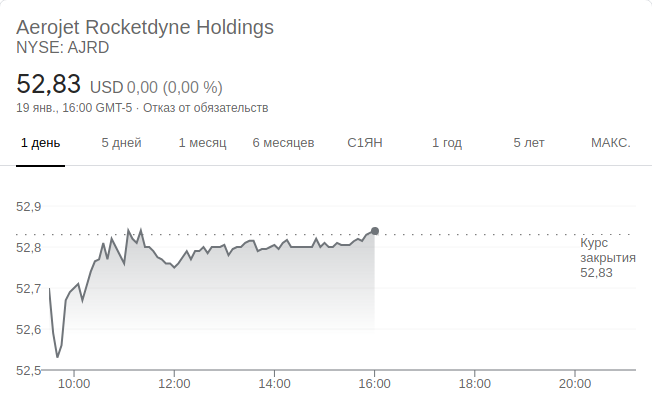 Aerojet Rocketdyne Holdings
NYSE: AJRD
52,83 USD 0,00 (0,00 %)
19 янв., 16:00 GMT-5 · Отказ от обязательств
1 день 5 дней 1 месяц 6 месяцев С1ЯН 1 год 5 лет МАКС.
52,9
52,8
Курс
закрытия
52,83
52,7
52,6
52,5
10:00 12:00 14:00 16:00 18:00 20:00